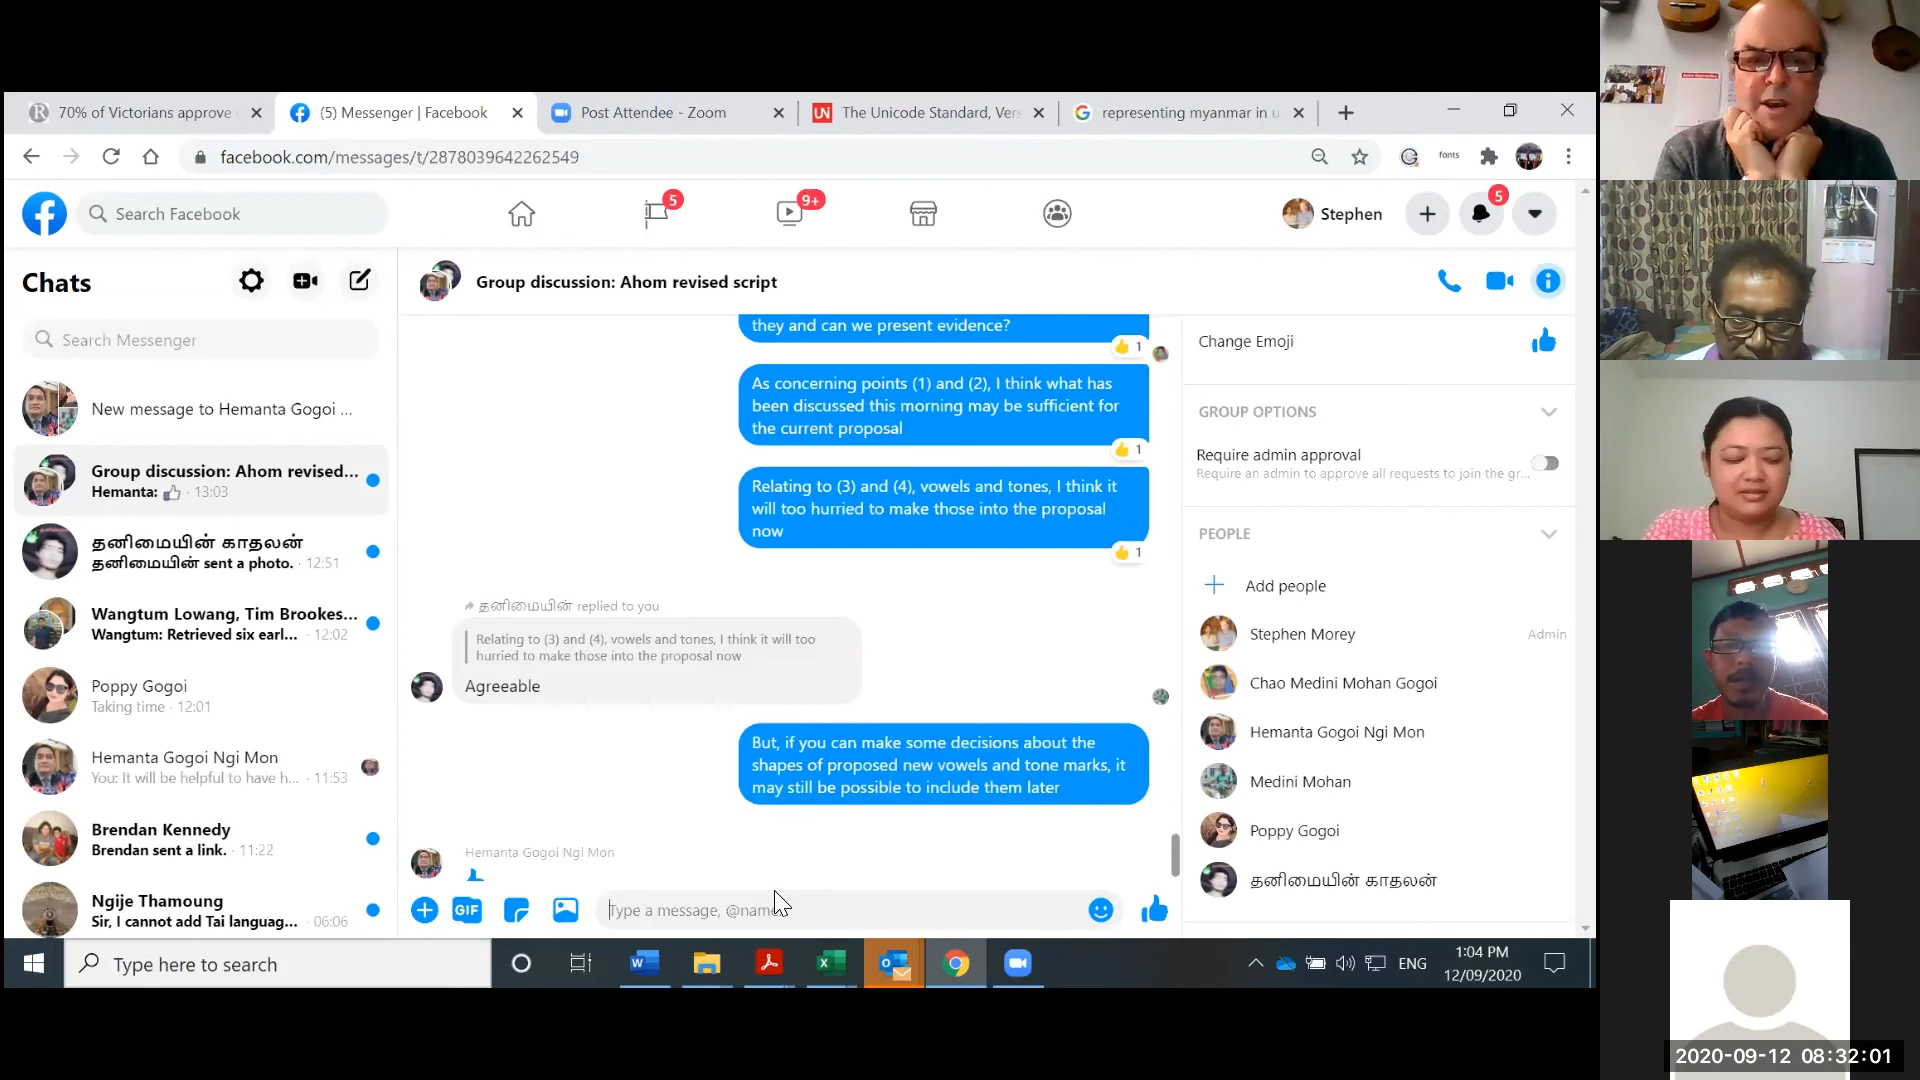 70% of Victorians approve
(5) Messenger | Facebook
Post Attendee - Zoom
UN
The Unicode Standard, Vers
representing myanmar in u
facebook.com/messages/t/2878039642262549
fonts
Search Facebook
5
9+
Stephen
5
Chats
Search Messenger
New message to Hemanta Gogoi ...
Group discussion: Ahom revised...
Hemanta: 👍 · 13:03
தனிமையின் காதலன்
தனிமையின் sent a photo. · 12:51
Wangtum Lowang, Tim Brookes...
Wangtum: Retrieved six earl... · 12:02
Poppy Gogoi
Taking time · 12:01
Hemanta Gogoi Ngi Mon
You: It will be helpful to have h... · 11:53
Brendan Kennedy
Brendan sent a link. · 11:22
Ngije Thamoung
Sir, I cannot add Tai languag... · 06:06
Group discussion: Ahom revised script
they and can we present evidence?
👍 1
As concerning points (1) and (2), I think what has
been discussed this morning may be sufficient for
the current proposal
👍 1
Relating to (3) and (4), vowels and tones, I think it
will too hurried to make those into the proposal
now
👍 1
தனிமையின் replied to you
Relating to (3) and (4), vowels and tones, I think it will too
hurried to make those into the proposal now
Agreeable
But, if you can make some decisions about the
shapes of proposed new vowels and tone marks, it
may still be possible to include them later
Hemanta Gogoi Ngi Mon
GIF
Type a message, @name
Change Emoji
GROUP OPTIONS
Require admin approval
Require an admin to approve all requests to join the gr...
PEOPLE
Add people
Stephen Morey
Admin
Chao Medini Mohan Gogoi
Hemanta Gogoi Ngi Mon
Medini Mohan
Poppy Gogoi
தனிமையின் காதலன்
Type here to search
ENG
1:04 PM
12/09/2020
2020-09-12 08:32:01